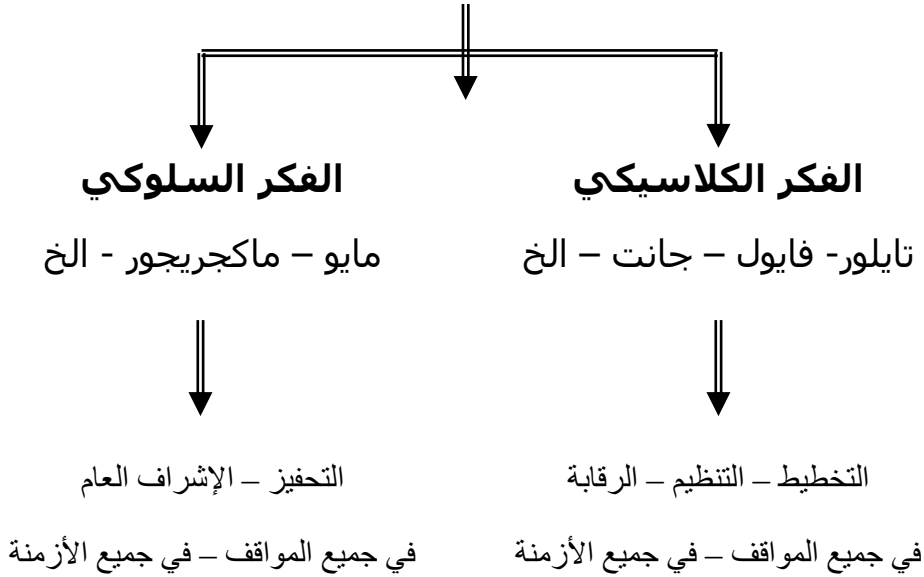 الفكر الكلاسيكي
تايلور- فايول – جانت – الخ
التخطيط – التنظيم – الرقابة
في جميع المواقف – في جميع الأزمنة
الفكر السلوكي
مايو – ماكجريجور - الخ
التحفيز – الإشراف العام
في جميع المواقف – في جميع الأزمنة